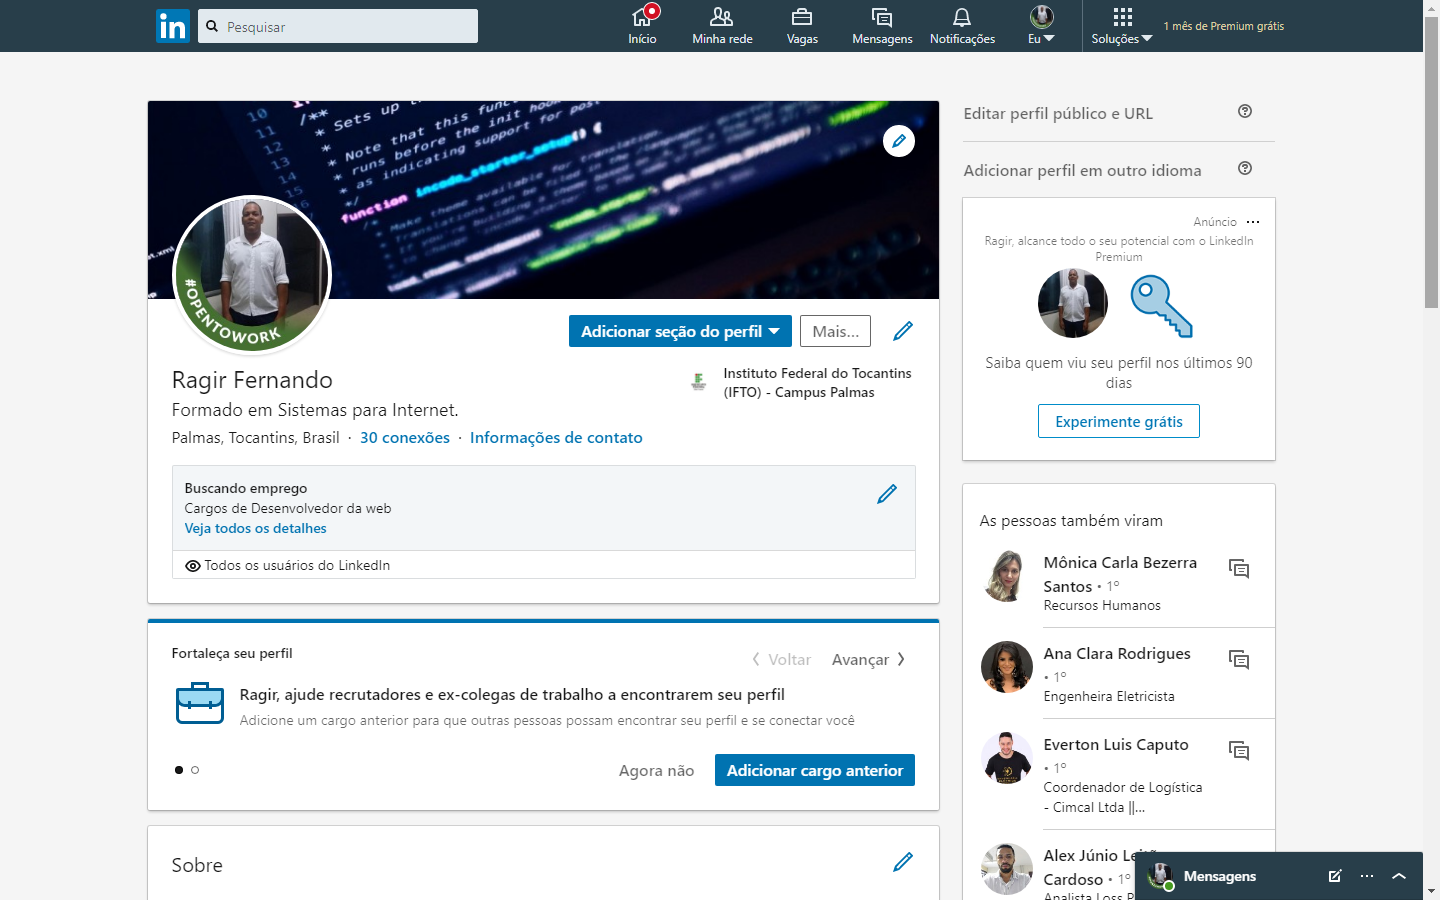 in
Pesquisar
Início
Minha rede
Vagas
Mensagens
Notificações
Eu
Soluções
1 mês de Premium grátis
10
11
12
13
14
15
/**
* Sets up
* Note that this func
* runs before the init hook
* as indicating support for post
*/
function incode_starter_setup() {
#OPENTOWORK
Adicionar seção do perfil
Mais...
Ragir Fernando
Formado em Sistemas para Internet.
Palmas, Tocantins, Brasil · 30 conexões · Informações de contato
Instituto Federal do Tocantins
(IFTO) - Campus Palmas
Buscando emprego
Cargos de Desenvolvedor da web
Veja todos os detalhes
Todos os usuários do LinkedIn
Fortaleça seu perfil
Voltar
Avançar
Ragir, ajude recrutadores e ex-colegas de trabalho a encontrarem seu perfil
Adicione um cargo anterior para que outras pessoas possam encontrar seu perfil e se conectar você
Agora não
Adicionar cargo anterior
Sobre
Editar perfil público e URL
Adicionar perfil em outro idioma
Anúncio ...
Ragir, alcance todo o seu potencial com o LinkedIn
Premium
Saiba quem viu seu perfil nos últimos 90
dias
Experimente grátis
As pessoas também viram
Mônica Carla Bezerra
Santos • 1º
Recursos Humanos
Ana Clara Rodrigues
• 1º
Engenheira Eletricista
Everton Luis Caputo
• 1º
Coordenador de Logística
- Cimcal Ltda ||...
Alex Júnio
Cardoso • 1º
Analista Loss
Mensagens